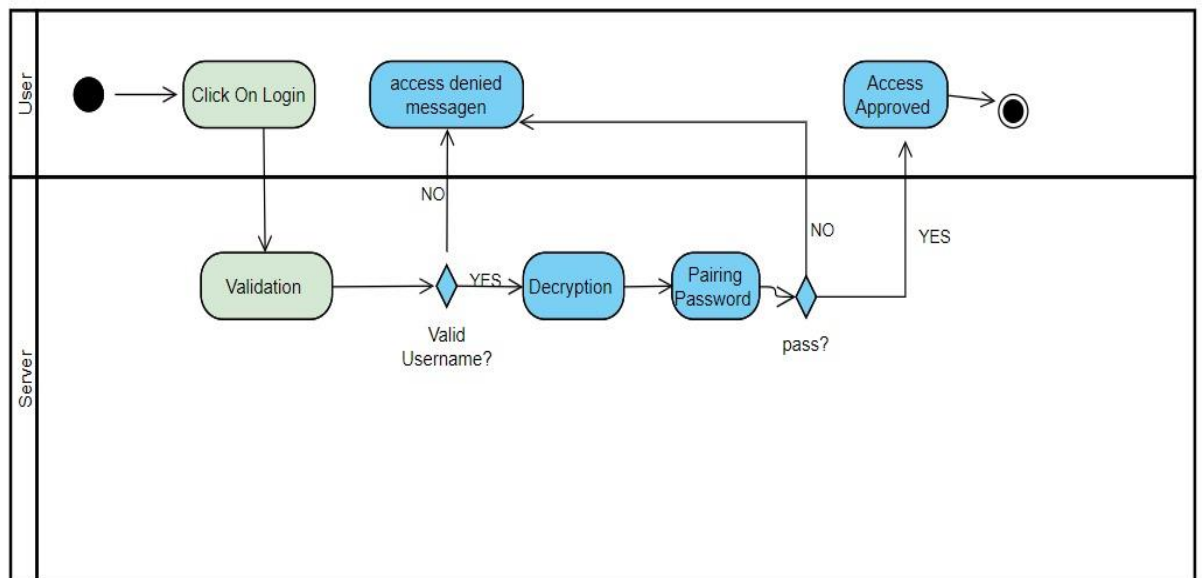 User
Click On Login
access denied
messagen
Access
Approved
NO
NO
YES
Server
Validation
YES
Decryption
Pairing
Password
Valid
Username?
pass?